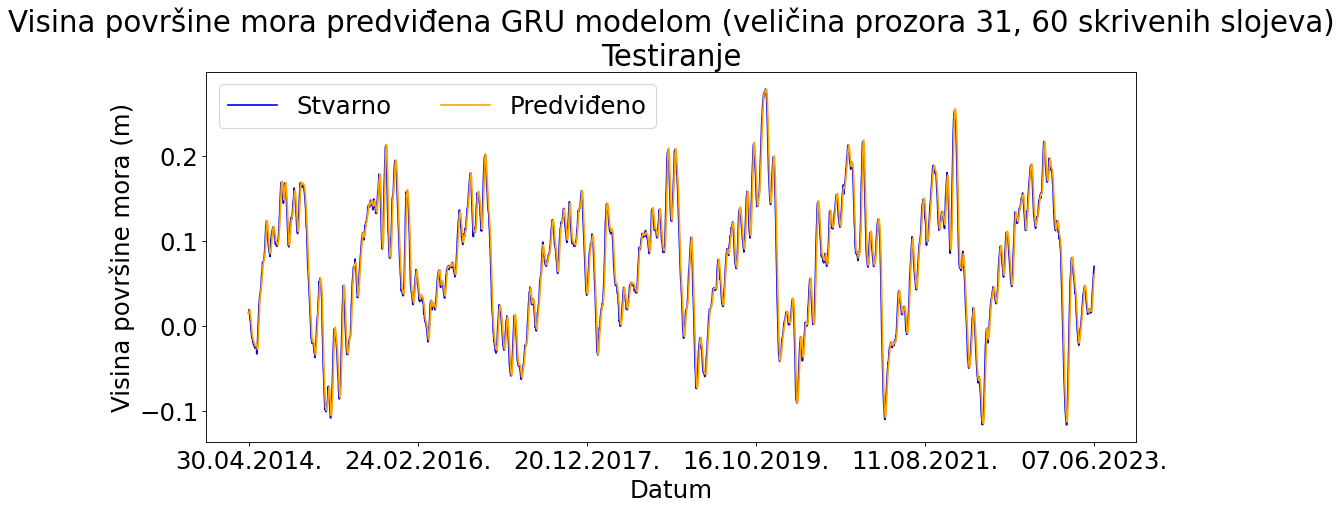 Visina površine mora predviđena GRU modelom (veličina prozora 31, 60 skrivenih slojeva)
Testiranje
Stvarno
Predviđeno
Visina površine mora (m)
0.2
0.1
0.0
−0.1
30.04.2014.
24.02.2016.
20.12.2017.
16.10.2019.
11.08.2021.
07.06.2023.
Datum